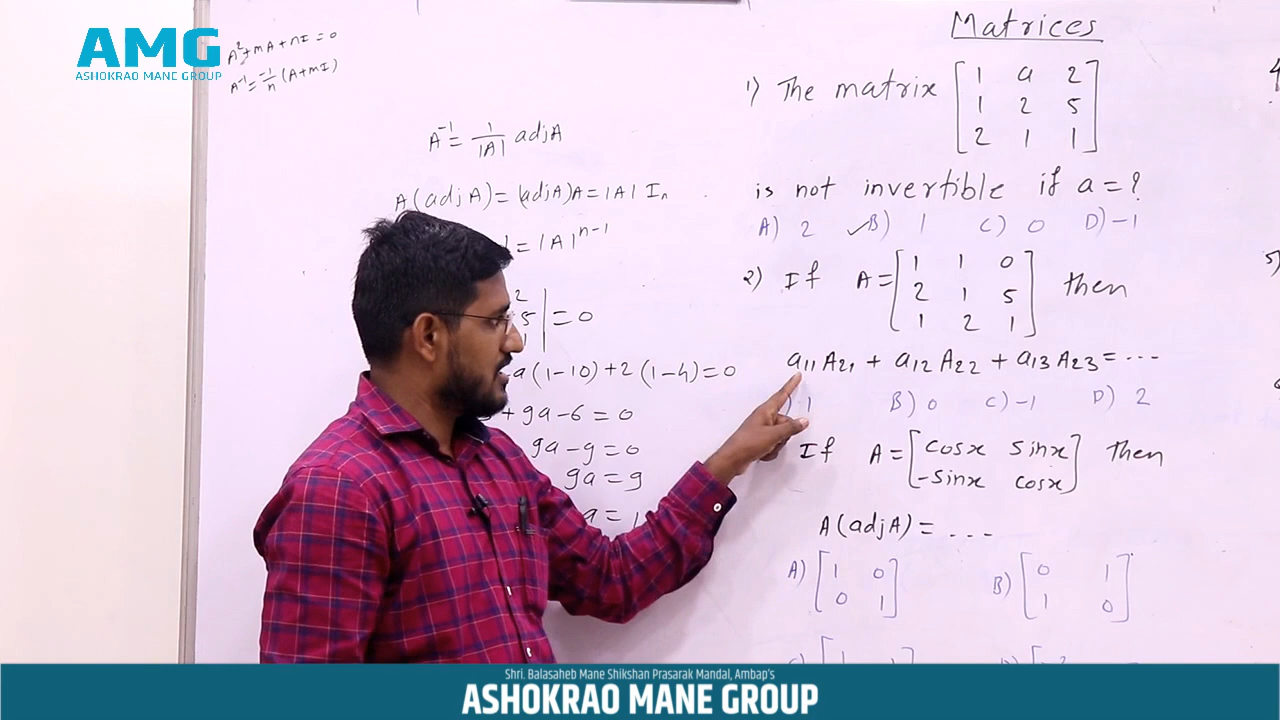 AMG
ASHOKRAO MANE GROUP
A²+mA+nI=0
A⁻¹=-1/n(A+mI)
A⁻¹=1/|A| adjA
A(adjA)=(adjA)A=|A| Iₙ
=|A|ⁿ⁻¹
2
5
1
=0
a(1-10)+2(1-4)=0
+9a-6=0
9a-9=0
9a=9
a=1
Matrices
1) The matrix
1 a 2
1 2 5
2 1 1
is not invertible if a=?
A) 2 ✓B) 1 C) 0 D) -1
2) If A=
1 1 0
2 1 5
1 2 1
then
a₁₁A₂₁ + a₁₂A₂₂ + a₁₃A₂₃=---
) 1 B) 0 C) -1 D) 2
If A=
cosx sinx
-sinx cosx
then
A(adjA)=---
A)
1 0
0 1
B)
0 1
1 0
4
5)
Shri. Balasaheb Mane Shikshan Prasarak Mandal, Ambap's
ASHOKRAO MANE GROUP